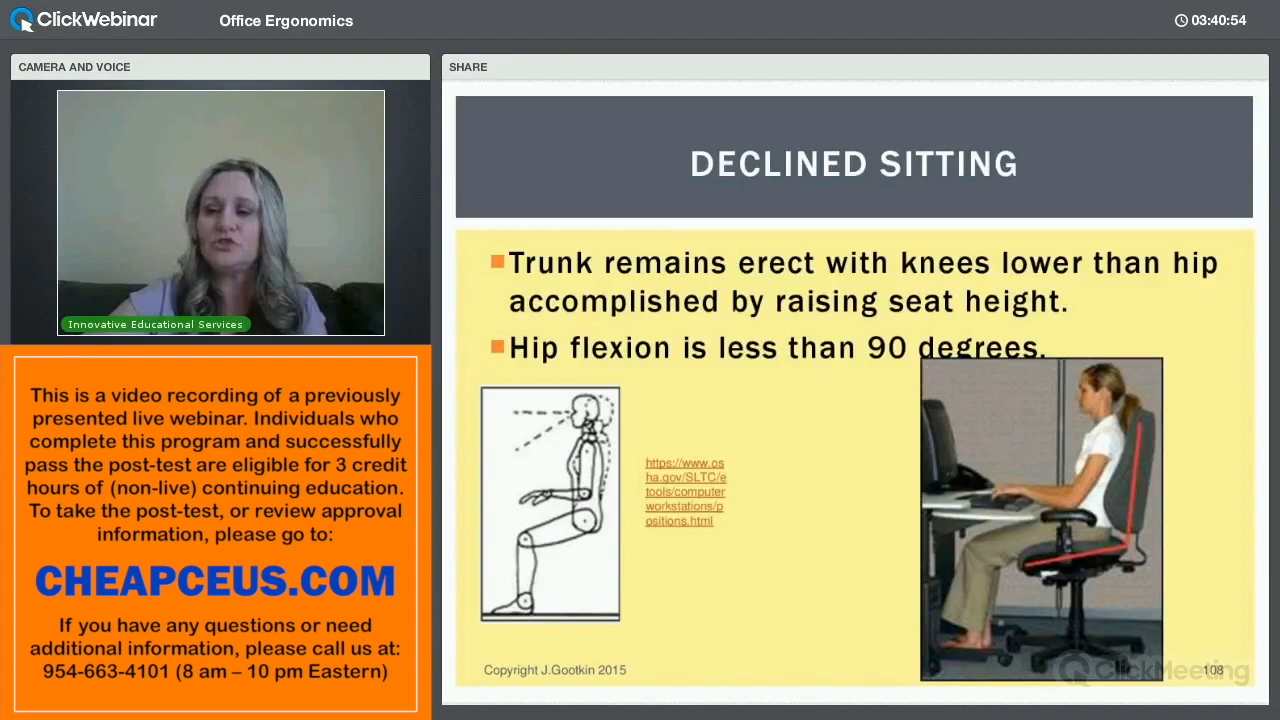 ClickWebinar
Office Ergonomics
03:40:54
CAMERA AND VOICE
Innovative Educational Services
This is a video recording of a previously
presented live webinar. Individuals who
complete this program and successfully
pass the post-test are eligible for 3 credit
hours of (non-live) continuing education.
To take the post-test, or review approval
information, please go to:
CHEAPCEUS.COM
If you have any questions or need
additional information, please call us at:
954-663-4101 (8 am – 10 pm Eastern)
SHARE
DECLINED SITTING
Trunk remains erect with knees lower than hip
accomplished by raising seat height.
Hip flexion is less than 90 degrees.
https://www.os
ha.gov/SLTC/e
tools/computer
workstations/p
ositions.html
Copyright J.Gootkin 2015
108
ClickMeeting